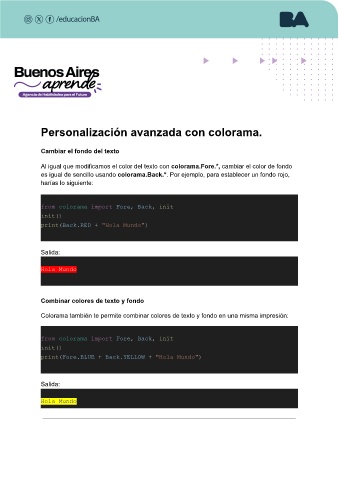 /educacionBA
BA
Buenos Aires
aprende
Agencia de Habilidades para el Futuro
Personalización avanzada con colorama.
Cambiar el fondo del texto
Al igual que modificamos el color del texto con colorama.Fore.*, cambiar el color de fondo
es igual de sencillo usando colorama.Back.*. Por ejemplo, para establecer un fondo rojo,
harías lo siguiente:
from colorama import Fore, Back, init
init()
print(Back.RED + "Hola Mundo")
Salida:
Hola Mundo
Combinar colores de texto y fondo
Colorama también te permite combinar colores de texto y fondo en una misma impresión:
from colorama import Fore, Back, init
init()
print(Fore.BLUE + Back.YELLOW + "Hola Mundo")
Salida:
Hola Mundo